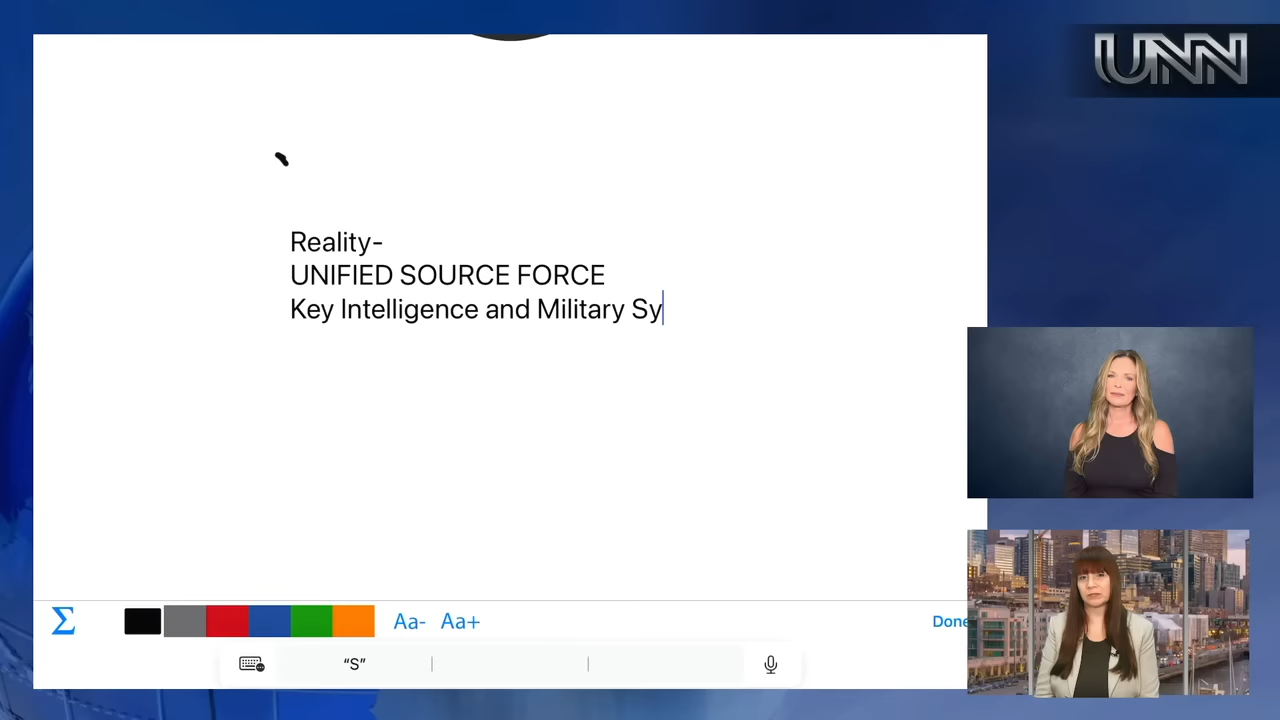 UNN
Reality-
UNIFIED SOURCE FORCE
Key Intelligence and Military Sy
Aa- Aa+
Done
“S”